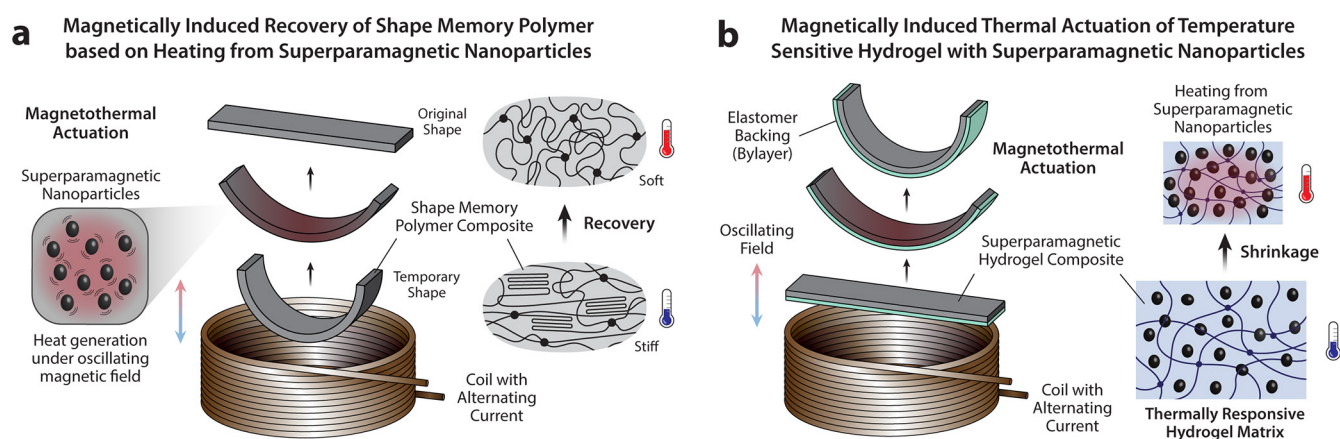 a
Magnetically Induced Recovery of Shape Memory Polymer
based on Heating from Superparamagnetic Nanoparticles
Magnetothermal
Actuation
Original
Shape
Superparamagnetic
Nanoparticles
Soft
Shape Memory
Polymer Composite
Recovery
Temporary
Shape
Heat generation
under oscillating
magnetic field
Stiff
Coil with
Alternating
Current
b
Magnetically Induced Thermal Actuation of Temperature
Sensitive Hydrogel with Superparamagnetic Nanoparticles
Elastomer
Backing
(Bylayer)
Magnetothermal
Actuation
Heating from
Superparamagnetic
Nanoparticles
Oscillating
Field
Superparamagnetic
Hydrogel Composite
Shrinkage
Coil with
Alternating
Current
Thermally Responsive
Hydrogel Matrix